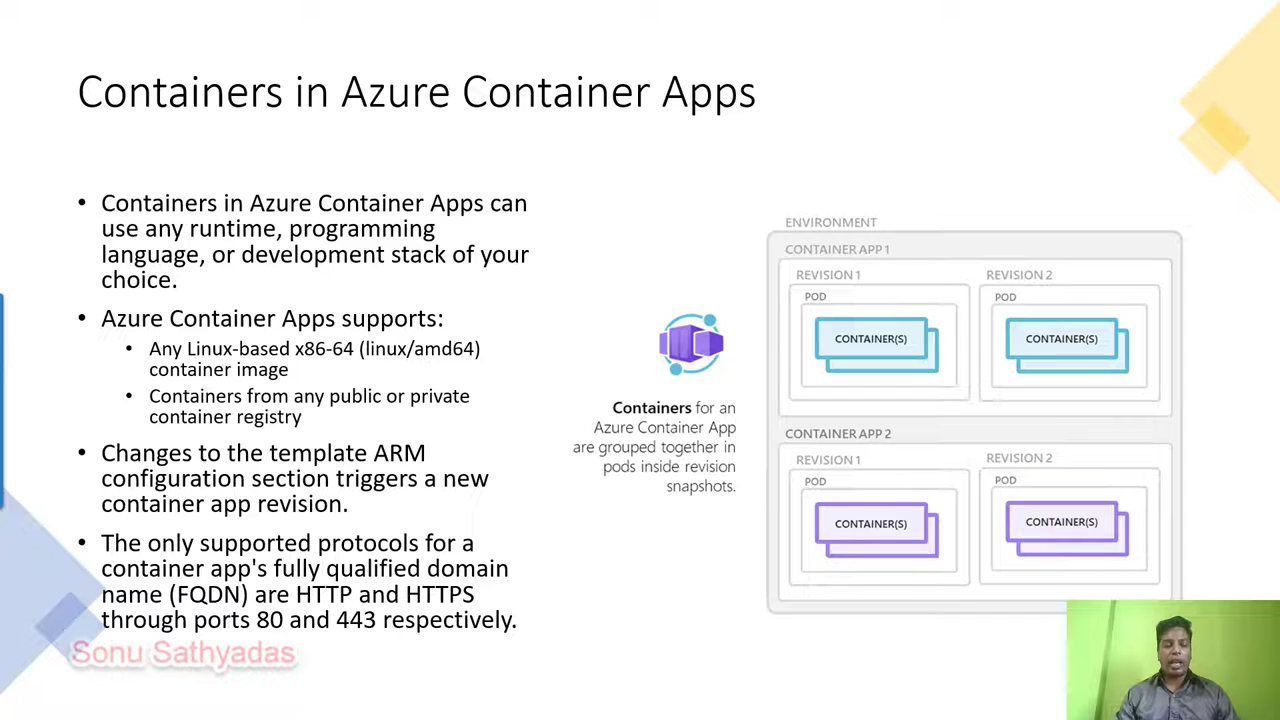 Containers in Azure Container Apps
• Containers in Azure Container Apps can
use any runtime, programming
language, or development stack of your
choice.
• Azure Container Apps supports:
• Any Linux-based x86-64 (linux/amd64)
container image
• Containers from any public or private
container registry
• Changes to the template ARM
configuration section triggers a new
container app revision.
• The only supported protocols for a
container app's fully qualified domain
name (FQDN) are HTTP and HTTPS
through ports 80 and 443 respectively.
Sonu Sathyadas
Containers for an
Azure Container App
are grouped together in
pods inside revision
snapshots.
ENVIRONMENT
CONTAINER APP 1
REVISION 1
POD
CONTAINER(S)
REVISION 2
POD
CONTAINER(S)
CONTAINER APP 2
REVISION 1
POD
CONTAINER(S)
REVISION 2
POD
CONTAINER(S)